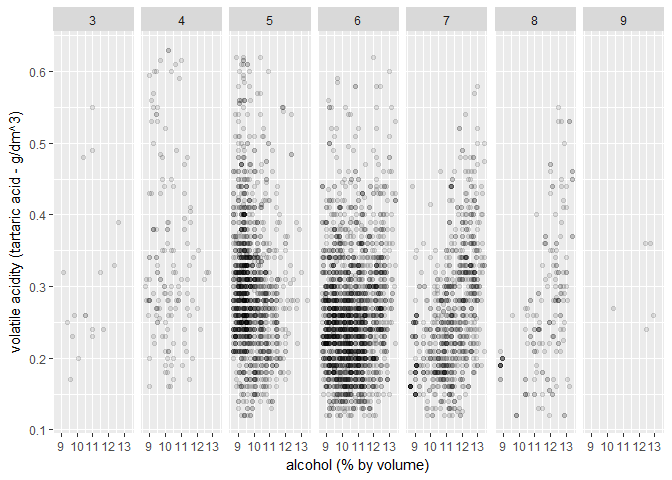 3 4 5 6 7 8 9
volatile acidity (tartaric acid - g/dm^3)
0.6
0.5
0.4
0.3
0.2
0.1
9 10 11 12 13 9 10 11 12 13 9 10 11 12 13 9 10 11 12 13 9 10 11 12 13 9 10 11 12 13 9 10 11 12 13
alcohol (% by volume)